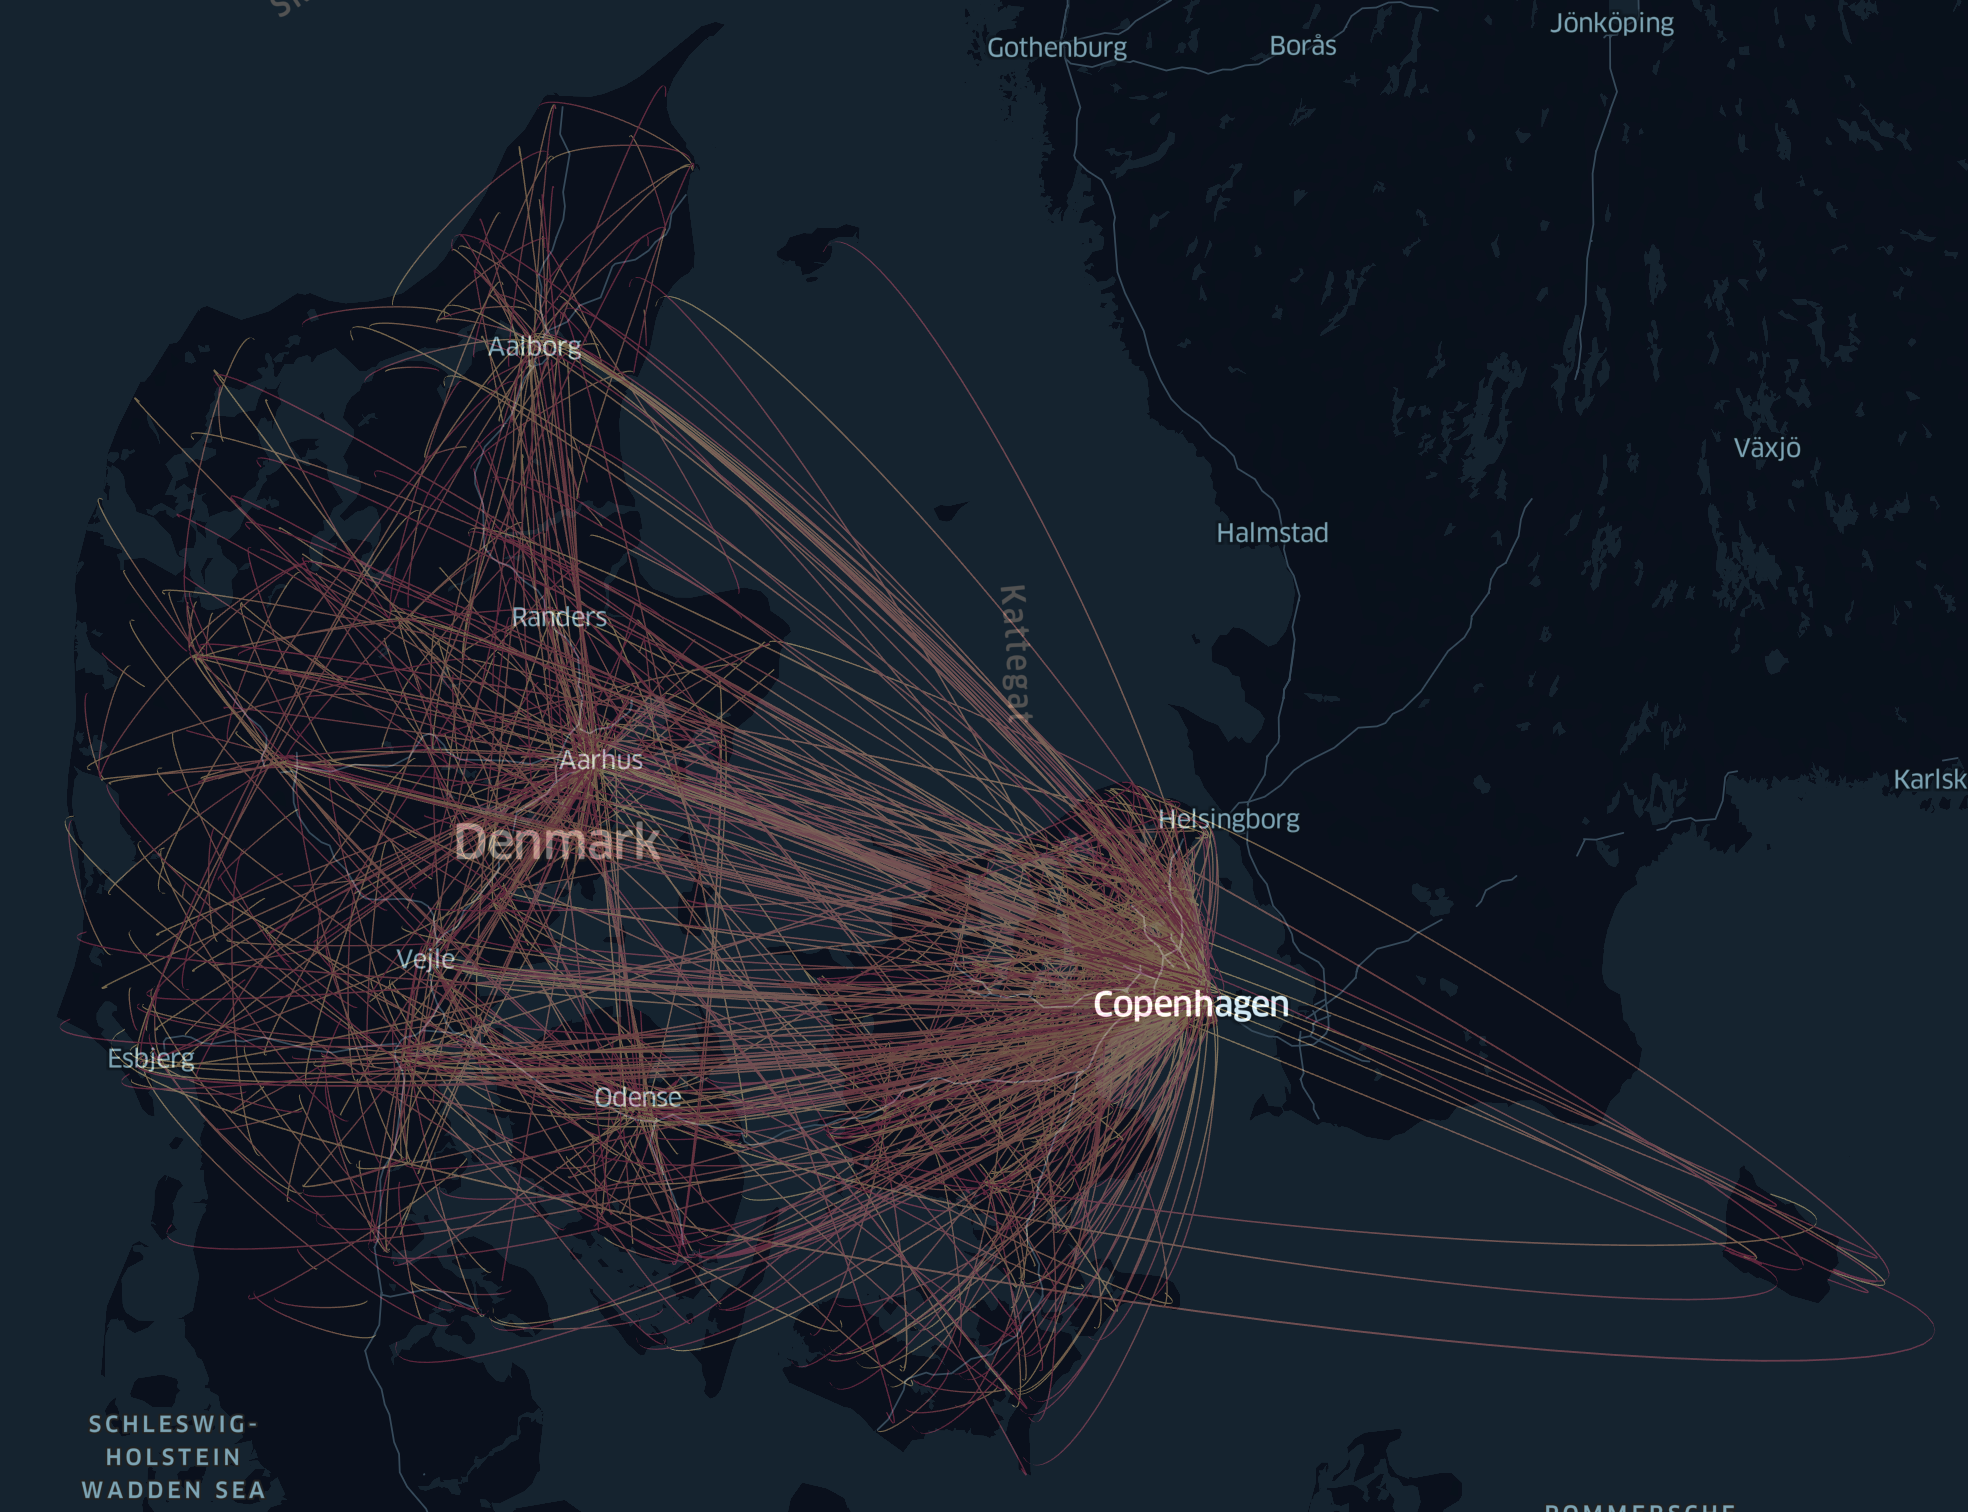 Gothenburg
Borås
Jönköping
Aalborg
Växjö
Halmstad
Kattegat
Randers
Aarhus
Karlsk
Helsingborg
Denmark
Vejle
Copenhagen
Esbjerg
Odense
SCHLESWIG-
HOLSTEIN
WADDEN SEA
POMMERSCHE